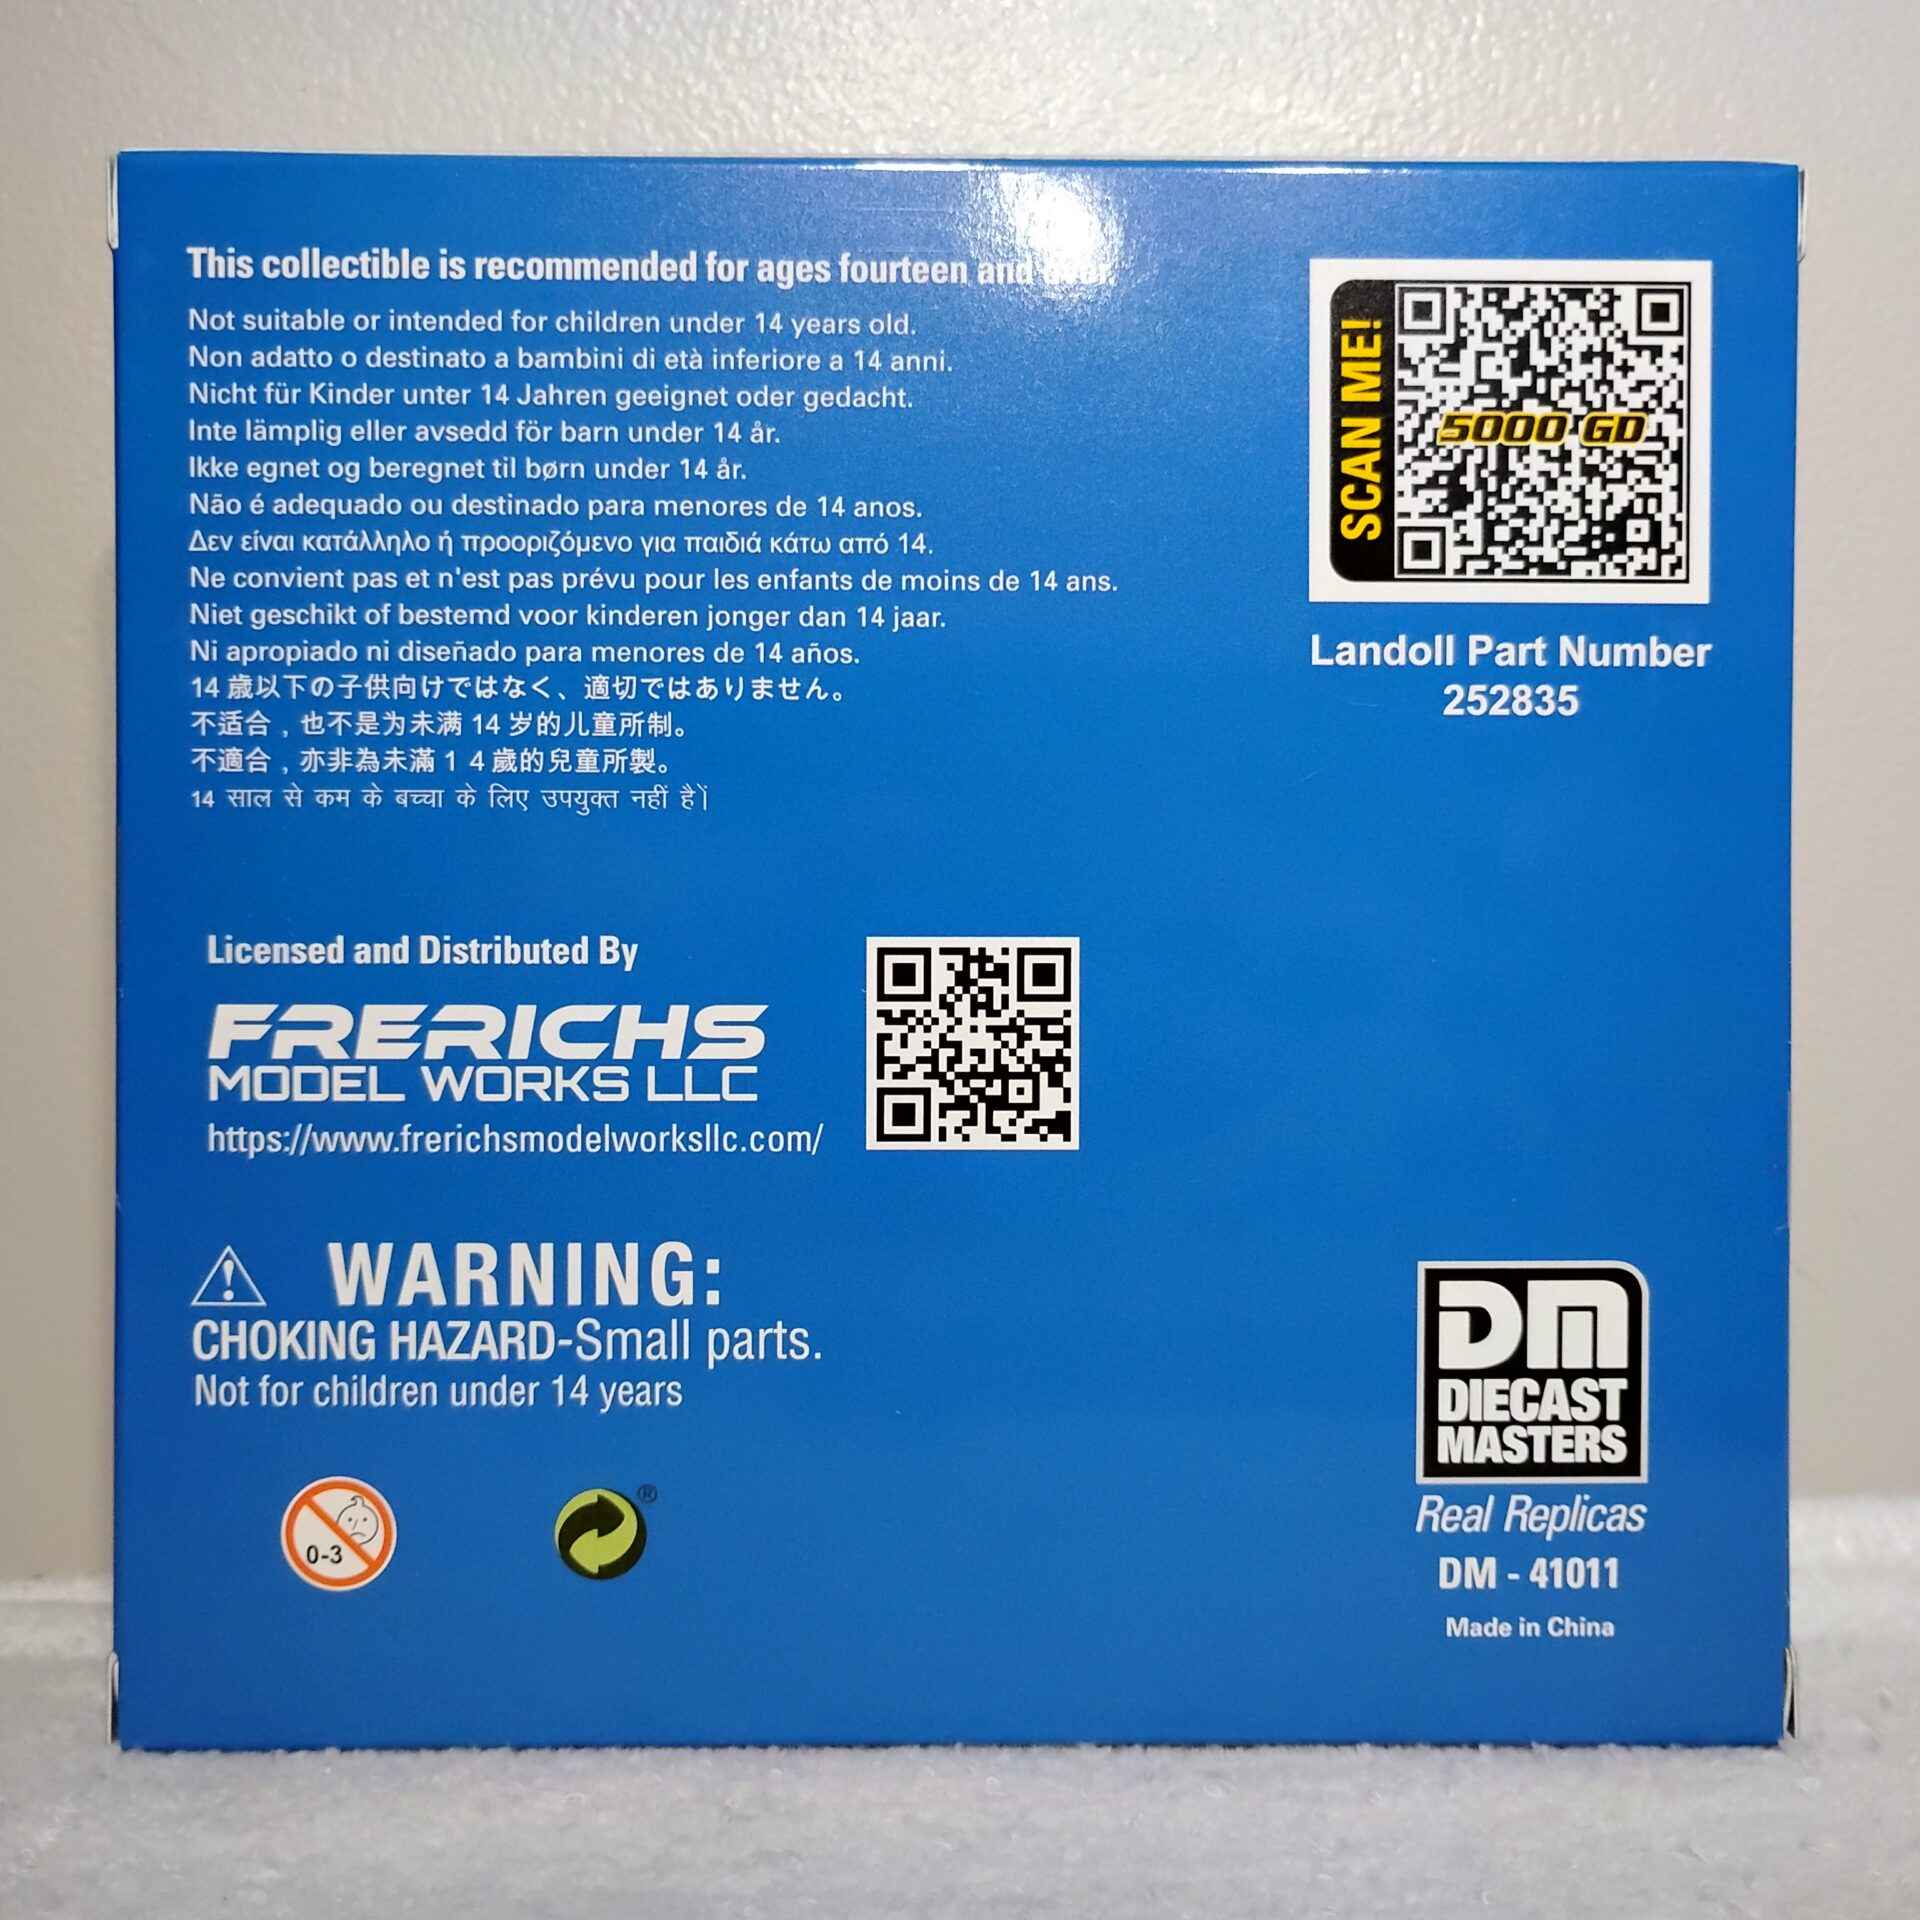 This collectible is recommended for ages fourteen and over
Not suitable or intended for children under 14 years old.
Non adatto o destinato a bambini di età inferiore a 14 anni.
Nicht für Kinder unter 14 Jahren geeignet oder gedacht.
Inte lämplig eller avsedd för barn under 14 år.
Ikke egnet og beregnet til børn under 14 år.
Não é adequado ou destinado para menores de 14 anos.
Δεν είναι κατάλληλο ή προοριζόμενο για παιδιά κάτω από 14.
Ne convient pas et n'est pas prévu pour les enfants de moins de 14 ans.
Niet geschikt of bestemd voor kinderen jonger dan 14 jaar.
Ni apropiado ni diseñado para menores de 14 años.
14 歳以下の子供向けではなく、適切ではありません。
不适合，也不是为未满 14 岁的儿童所制。
不適合，亦非為未滿 1 4 歲的兒童所製。
14 साल से कम के बच्चा के लिए उपयुक्त नहीं है।
SCAN ME!
5000 GD
Landoll Part Number
252835
Licensed and Distributed By
FRERICHS
MODEL WORKS LLC
https://www.frerichsmodelworksllc.com/
WARNING:
CHOKING HAZARD-Small parts.
Not for children under 14 years
0-3
®
DM
DIECAST
MASTERS
Real Replicas
DM - 41011
Made in China